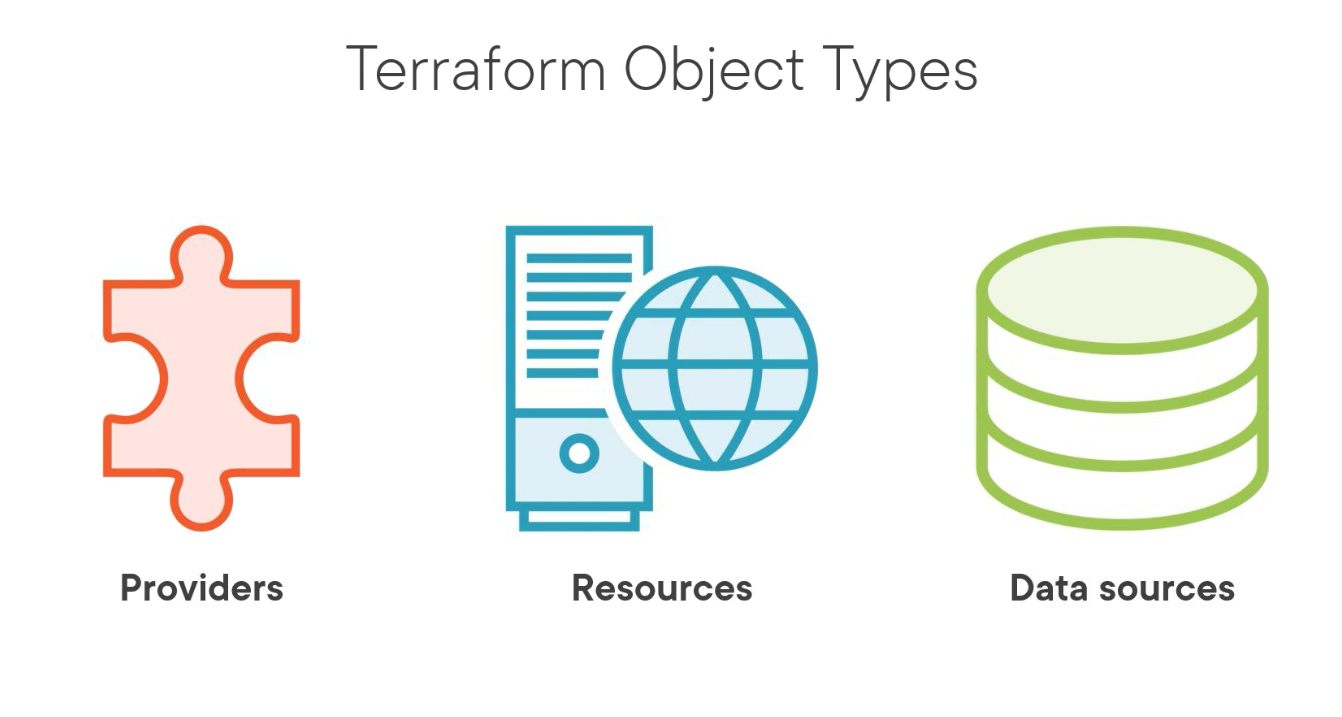 Terraform Object Types
Providers
Resources
Data sources